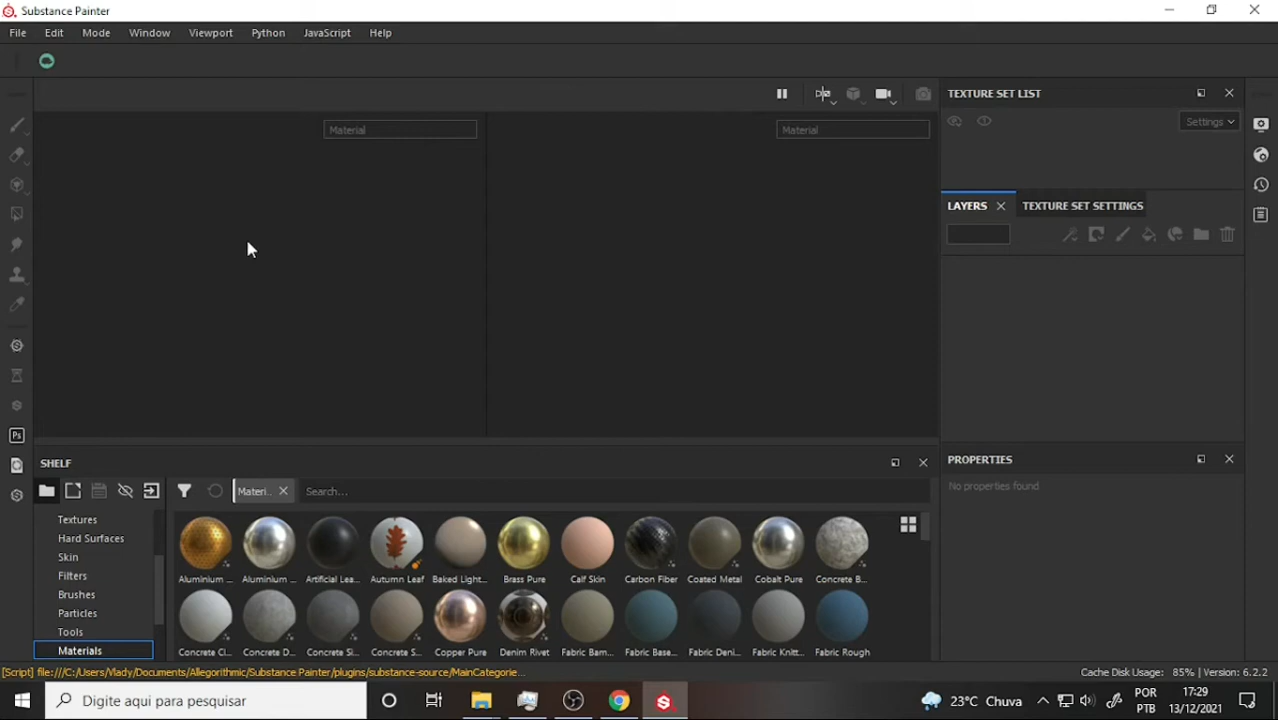 Substance Painter
File Edit Mode Window Viewport Python JavaScript Help
TEXTURE SET LIST
Settings
Material
Material
LAYERS
TEXTURE SET SETTINGS
SHELF
PROPERTIES
No properties found
Materi..
Search...
Textures
Hard Surfaces
Skin
Filters
Brushes
Particles
Tools
Materials
Aluminium ... Aluminium ... Artificial Lea... Autumn Leaf Baked Light... Brass Pure Calf Skin Carbon Fiber Coated Metal Cobalt Pure Concrete B...
Concrete Cl... Concrete D... Concrete Si... Concrete S... Copper Pure Denim Rivet Fabric Bam... Fabric Base... Fabric Deni... Fabric Knitt... Fabric Rough
[Script] file:///C:/Users/Vlady/Documents/Allegorithmic/Substance Painter/plugins/substance-source/MainCategorie...
Cache Disk Usage: 85% | Version: 6.2.2
Ps
Digite aqui para pesquisar
23°C Chuva
POR
PTB
17:29
13/12/2021